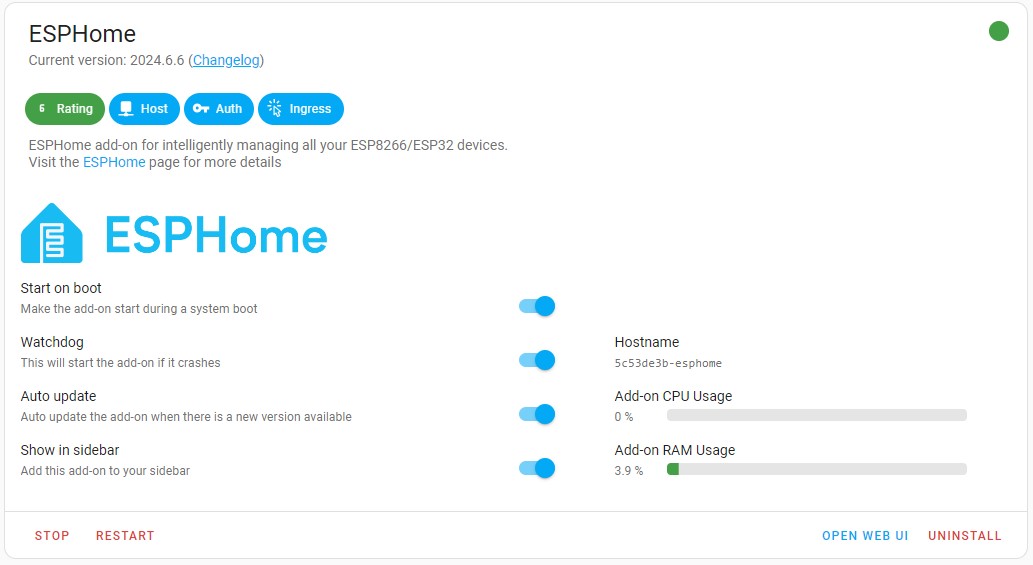 ESPHome
Current version: 2024.6.6 (Changelog)
6 Rating
Host
Auth
Ingress
ESPHome add-on for intelligently managing all your ESP8266/ESP32 devices.
Visit the ESPHome page for more details
ESPHome
Start on boot
Make the add-on start during a system boot
Watchdog
This will start the add-on if it crashes
Hostname
5c53de3b-esphome
Auto update
Auto update the add-on when there is a new version available
Add-on CPU Usage
0 %
Show in sidebar
Add this add-on to your sidebar
Add-on RAM Usage
3.9 %
STOP
RESTART
OPEN WEB UI
UNINSTALL